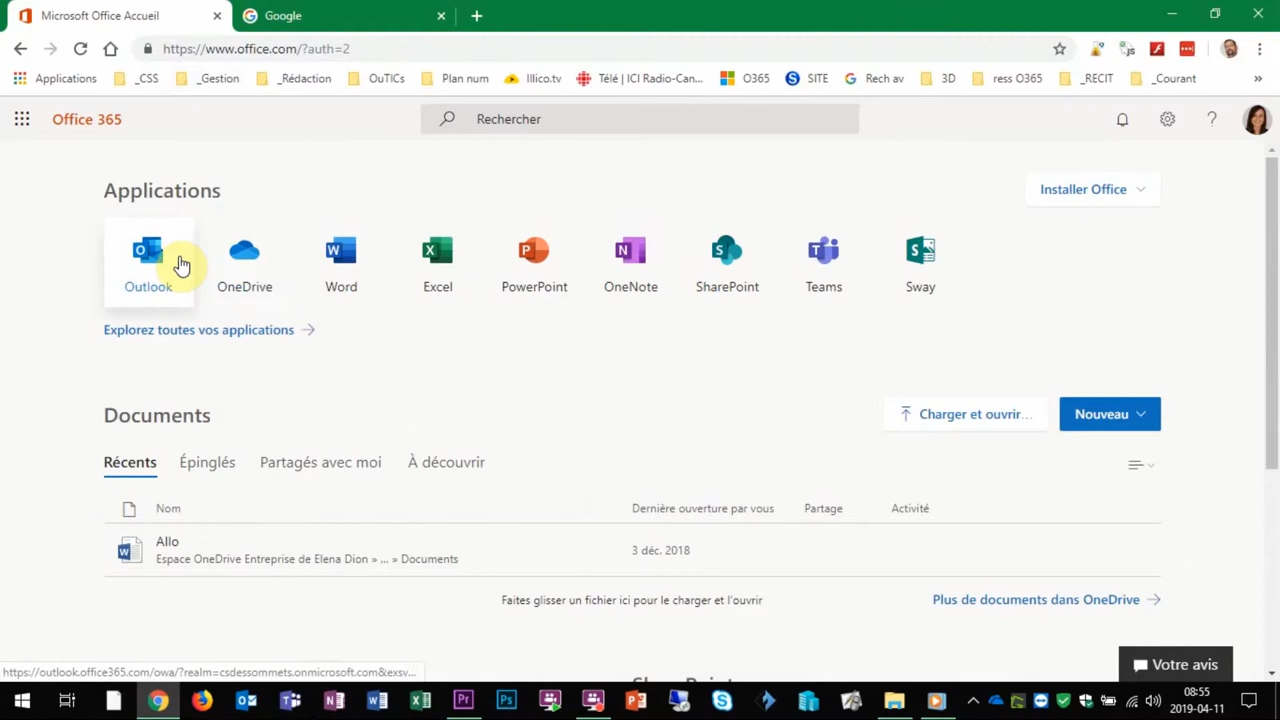 Microsoft Office Accueil
Google
https://www.office.com/?auth=2
Applications
_CSS
_Gestion
_Rédaction
OuTICs
Plan num
Illico.tv
Télé | ICI Radio-Can...
O365
SITE
Rech av
3D
ress O365
_RECIT
_Courant
Office 365
Rechercher
Applications
Installer Office
Outlook
OneDrive
Word
Excel
PowerPoint
OneNote
SharePoint
Teams
Sway
Explorez toutes vos applications
Documents
Charger et ouvrir...
Nouveau
Récents
Épinglés
Partagés avec moi
À découvrir
Nom
Dernière ouverture par vous
Partage
Activité
Allo
Espace OneDrive Entreprise de Elena Dion » ... » Documents
3 déc. 2018
Faites glisser un fichier ici pour le charger et l'ouvrir
Plus de documents dans OneDrive
https://outlook.office365.com/owa/?realm=csdessommets.onmicrosoft.com&exsv...
Votre avis
08:55
2019-04-11